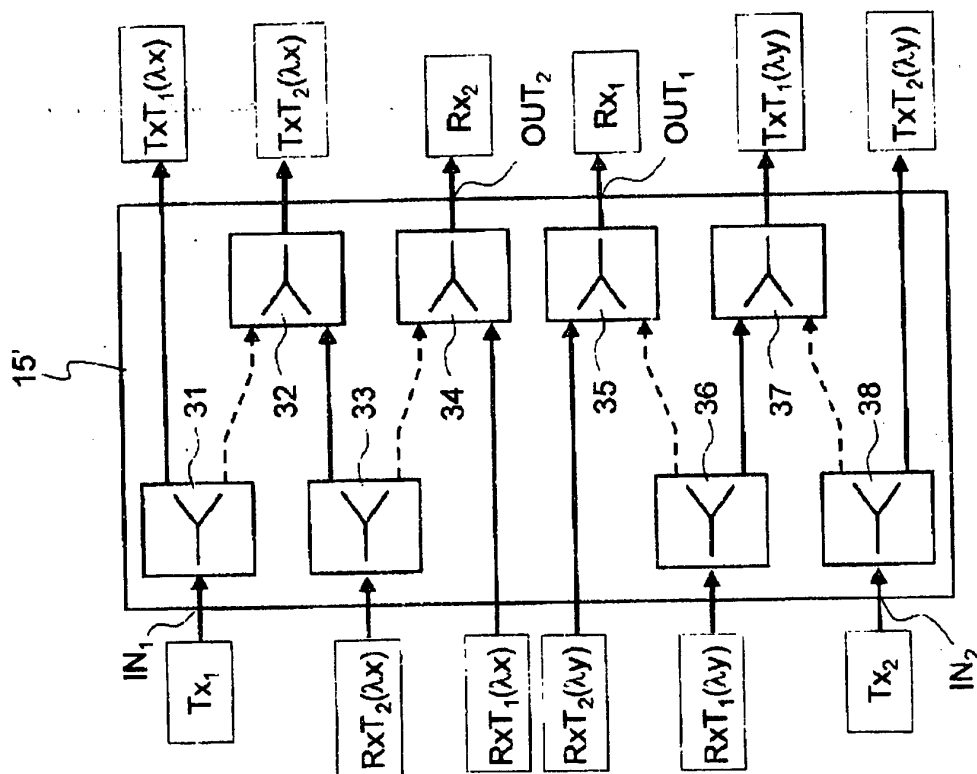 15'
IN₁
Tx₁
31
TxT₁(λx)
32
TxT₂(λx)
RxT₂(λx)
33
34
Rx₂
OUT₂
RxT₁(λx)
RxT₂(λy)
35
Rx₁
OUT₁
RxT₁(λy)
36
37
TxT₁(λy)
Tx₂
38
TxT₂(λy)
IN₂